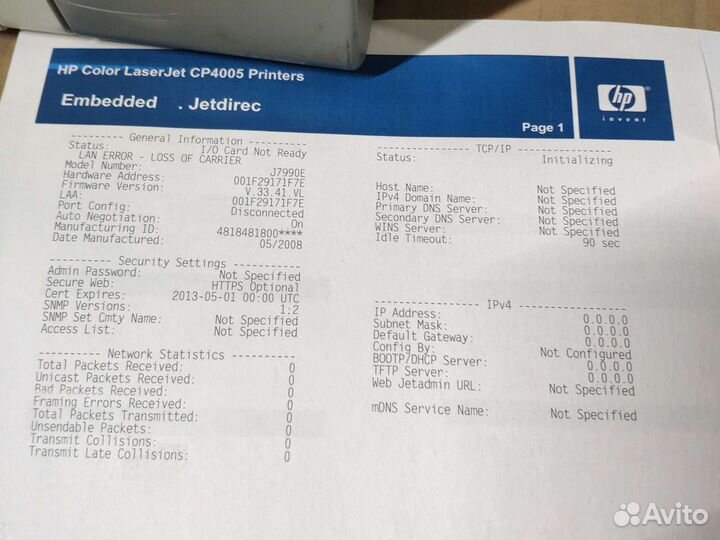 HP Color LaserJet CP4005 Printers
Embedded . Jetdirec
Page 1
hp
invent
---------- General Information ----------
Status: I/O Card Not Ready
LAN ERROR - LOSS OF CARRIER
Model Number: J7990E
Hardware Address: 001F29171F7E
Firmware Version: V.33.41.VL
LAA: 001F29171F7E
Port Config: Disconnected
Auto Negotiation: On
Manufacturing ID: 4818481800****
Date Manufactured: 05/2008
---------- Security Settings ----------
Admin Password: Not Specified
Secure Web: HTTPS Optional
Cert Expires: 2013-05-01 00:00 UTC
SNMP Versions: 1;2
SNMP Set Cmty Name: Not Specified
Access List: Not Specified
---------- Network Statistics ----------
Total Packets Received: 0
Unicast Packets Received: 0
Bad Packets Received: 0
Framing Errors Received: 0
Total Packets Transmitted: 0
Unsendable Packets: 0
Transmit Collisions: 0
Transmit Late Collisions: 0
---------------- TCP/IP ----------------
Status: Initializing
Host Name: Not Specified
IPv4 Domain Name: Not Specified
Primary DNS Server: Not Specified
Secondary DNS Server: Not Specified
WINS Server: Not Specified
Idle Timeout: 90 sec
---------------- IPv4 ----------------
IP Address: 0.0.0.0
Subnet Mask: 0.0.0.0
Default Gateway: 0.0.0.0
Config By: Not Configured
BOOTP/DHCP Server: 0.0.0.0
TFTP Server: 0.0.0.0
Web Jetadmin URL: Not Specified
mDNS Service Name: Not Specified
Avito